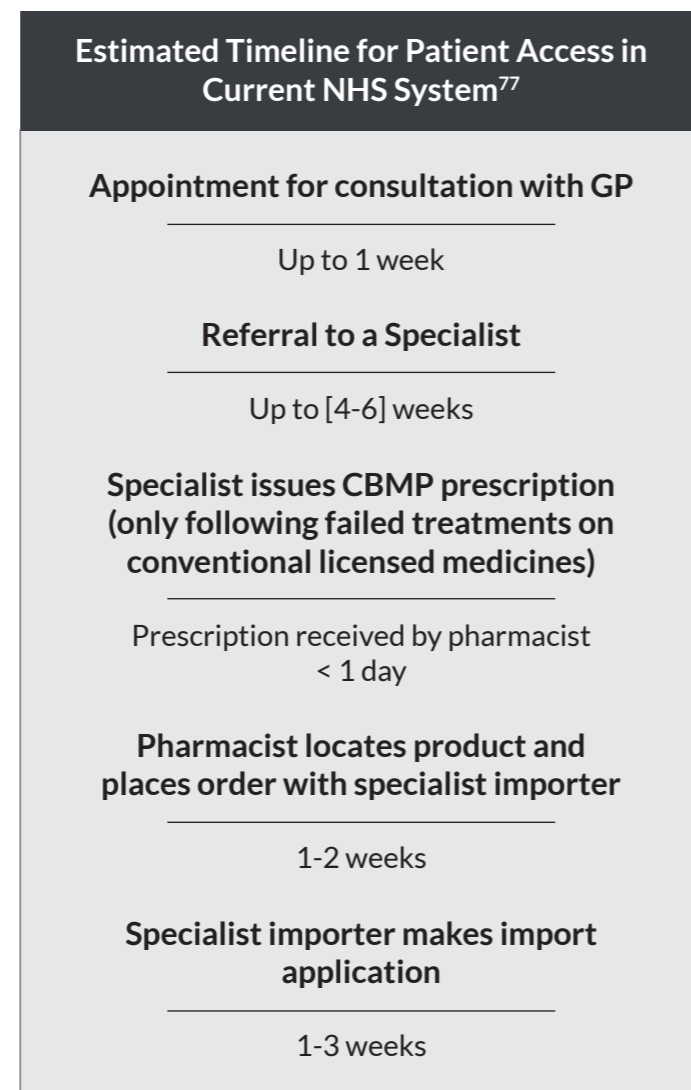 Estimated Timeline for Patient Access in
Current NHS System77
Appointment for consultation with GP
Up to 1 week
Referral to a Specialist
Up to [4-6] weeks
Specialist issues CBMP prescription
(only following failed treatments on
conventional licensed medicines)
Prescription received by pharmacist
< 1 day
Pharmacist locates product and
places order with specialist importer
1-2 weeks
Specialist importer makes import
application
1-3 weeks